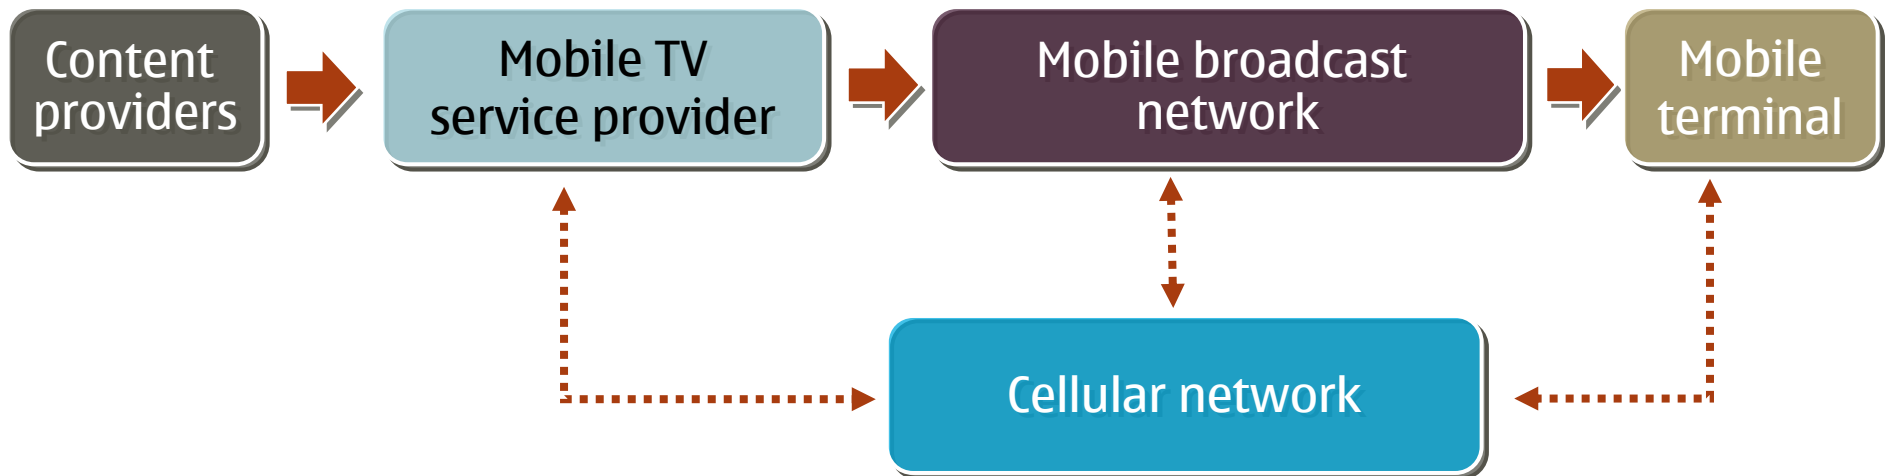 Content
providers
Mobile TV
service provider
Mobile broadcast
network
Mobile
terminal
Cellular network